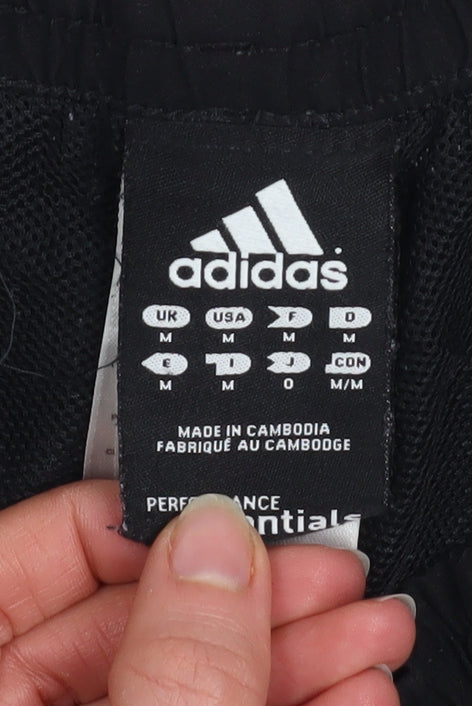 adidas
UK USA F D
M M M M
E I J CON
M M O M/M
MADE IN CAMBODIA
FABRIQUÉ AU CAMBODGE